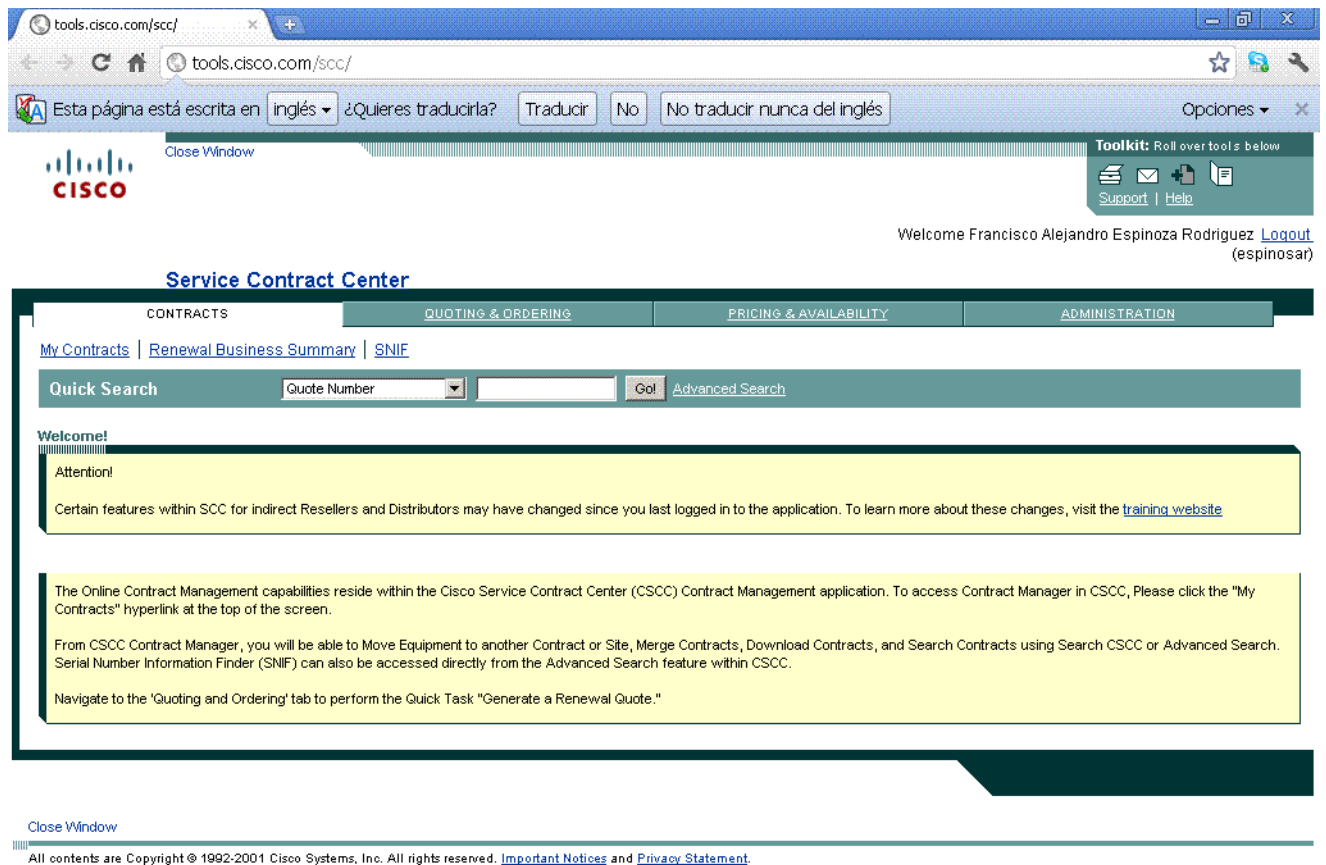 tools.cisco.com/scc/
tools.cisco.com/scc/
Esta página está escrita en inglés ¿Quieres traducirla? Traducir No No traducir nunca del inglés Opciones
Close Window
Toolkit: Roll over tools below
CISCO
Support | Help
Welcome Francisco Alejandro Espinoza Rodriguez Logout
(espinosar)
Service Contract Center
CONTRACTS QUOTING & ORDERING PRICING & AVAILABILITY ADMINISTRATION
My Contracts | Renewal Business Summary | SNIF
Quick Search Quote Number Go! Advanced Search
Welcome!
Attention!
Certain features within SCC for indirect Resellers and Distributors may have changed since you last logged in to the application. To learn more about these changes, visit the training website
The Online Contract Management capabilities reside within the Cisco Service Contract Center (CSCC) Contract Management application. To access Contract Manager in CSCC, Please click the "My
Contracts" hyperlink at the top of the screen.
From CSCC Contract Manager, you will be able to Move Equipment to another Contract or Site, Merge Contracts, Download Contracts, and Search Contracts using Search CSCC or Advanced Search.
Serial Number Information Finder (SNIF) can also be accessed directly from the Advanced Search feature within CSCC.
Navigate to the 'Quoting and Ordering' tab to perform the Quick Task "Generate a Renewal Quote."
Close Window
All contents are Copyright © 1992-2001 Cisco Systems, Inc. All rights reserved. Important Notices and Privacy Statement.